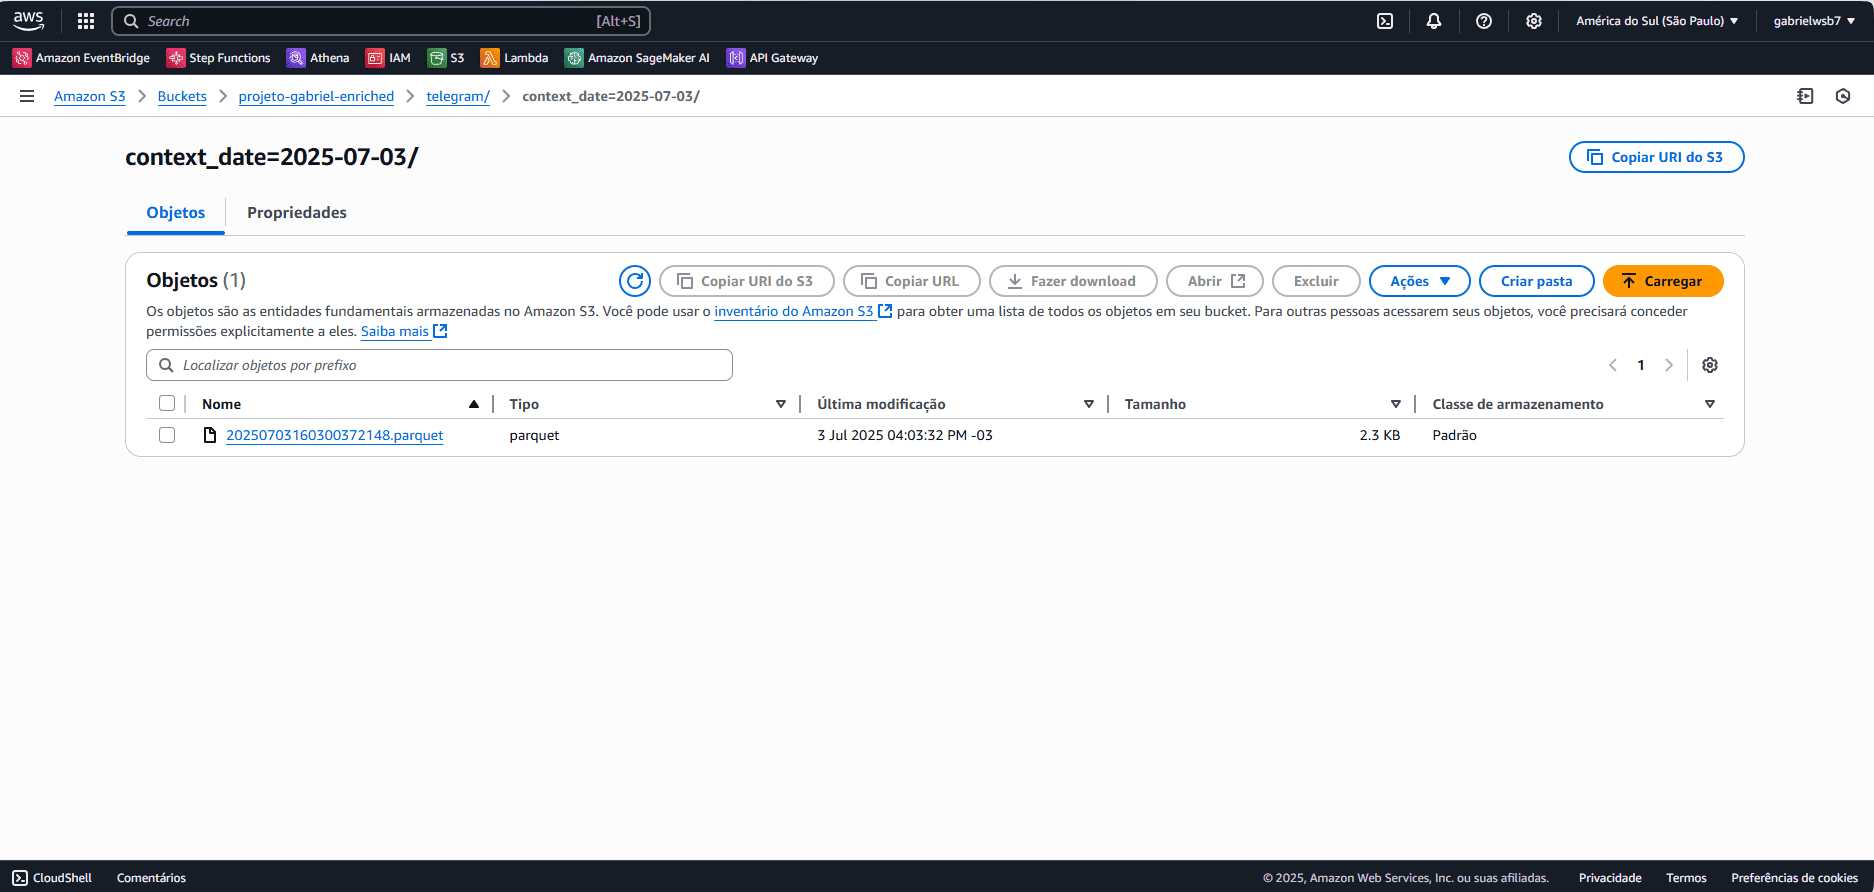 aws Search [Alt+S] América do Sul (São Paulo) gabrielwsb7
Amazon EventBridge Step Functions Athena IAM S3 Lambda Amazon SageMaker AI API Gateway
Amazon S3 Buckets projeto-gabriel-enriched telegram/ context_date=2025-07-03/
context_date=2025-07-03/ Copiar URI do S3
Objetos Propriedades
Objetos (1) Copiar URI do S3 Copiar URL Fazer download Abrir Excluir Ações Criar pasta Carregar
Os objetos são as entidades fundamentais armazenadas no Amazon S3. Você pode usar o inventário do Amazon S3 para obter uma lista de todos os objetos em seu bucket. Para outras pessoas acessarem seus objetos, você precisará conceder
permissões explicitamente a eles. Saiba mais
Localizar objetos por prefixo 1
Nome Tipo Última modificação Tamanho Classe de armazenamento
20250703160300372148.parquet parquet 3 Jul 2025 04:03:32 PM -03 2.3 KB Padrão
CloudShell Comentários © 2025, Amazon Web Services, Inc. ou suas afiliadas. Privacidade Termos Preferências de cookies